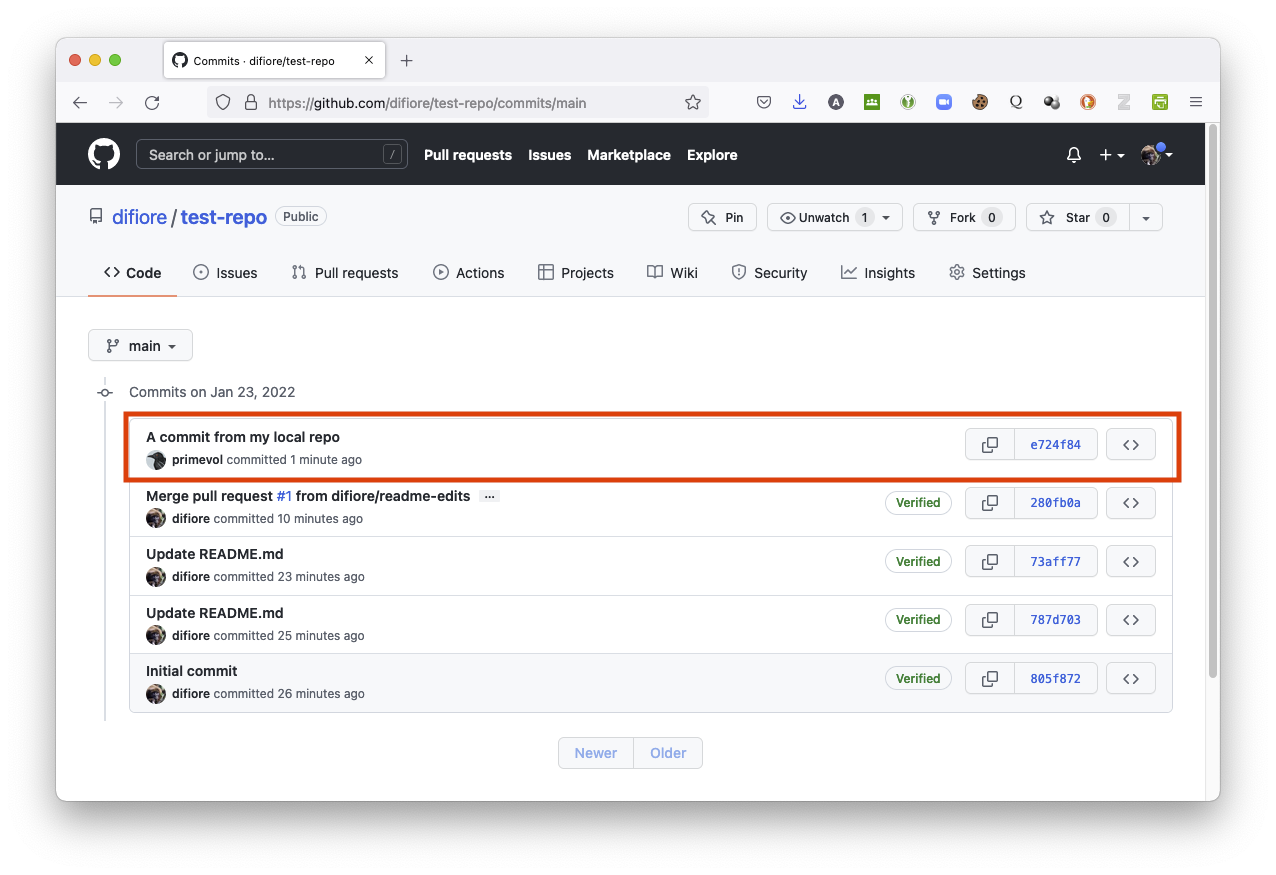 Commits · difiore/test-repo
https://github.com/difiore/test-repo/commits/main
Search or jump to... / Pull requests Issues Marketplace Explore
difiore / test-repo Public Pin Unwatch 1 Fork 0 Star 0
Code Issues Pull requests Actions Projects Wiki Security Insights Settings
main
Commits on Jan 23, 2022
A commit from my local repo
primevol committed 1 minute ago
e724f84
Merge pull request #1 from difiore/readme-edits ...
difiore committed 10 minutes ago
Verified 280fb0a
Update README.md
difiore committed 23 minutes ago
Verified 73aff77
Update README.md
difiore committed 25 minutes ago
Verified 787d703
Initial commit
difiore committed 26 minutes ago
Verified 805f872
Newer Older